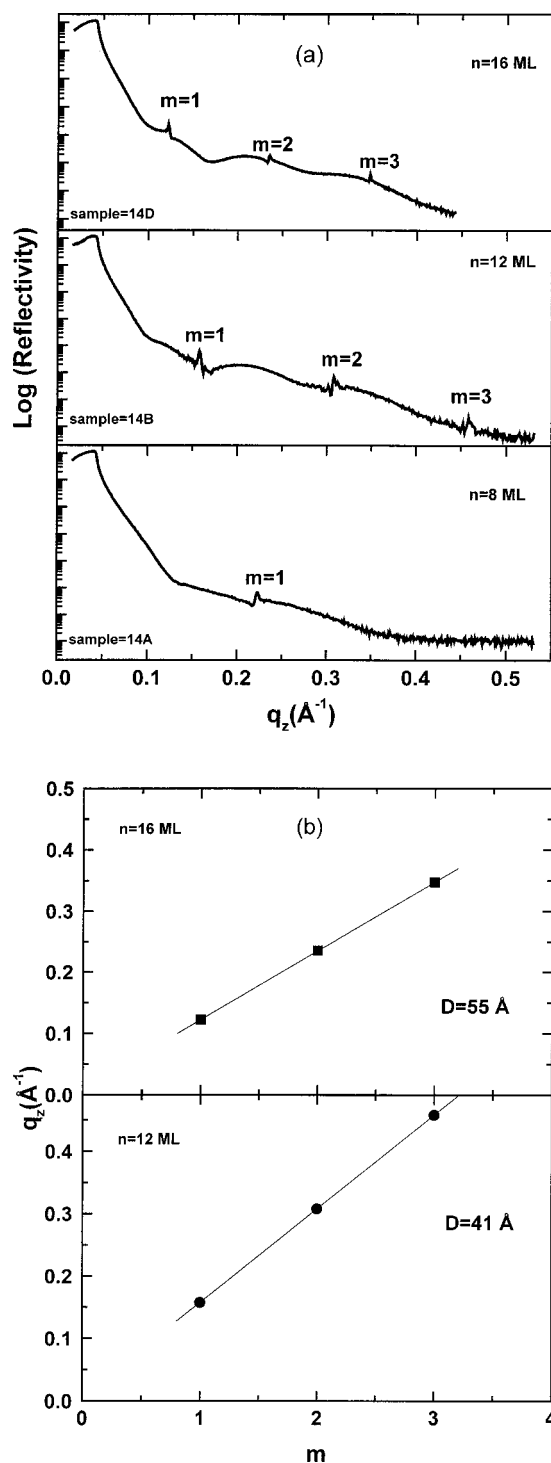 (a)
n=16 ML
m=1
m=2
m=3
sample=14D
n=12 ML
m=1
m=2
m=3
sample=14B
n=8 ML
m=1
sample=14A
Log (Reflectivity)
0.0 0.1 0.2 0.3 0.4 0.5
q_z(Å⁻¹)
0.5
n=16 ML
(b)
0.4
0.3
0.2
D=55 Å
0.1
0.0
q_z(Å⁻¹)
n=12 ML
0.4
0.3
D=41 Å
0.2
0.1
0.0
0 1 2 3 4
m